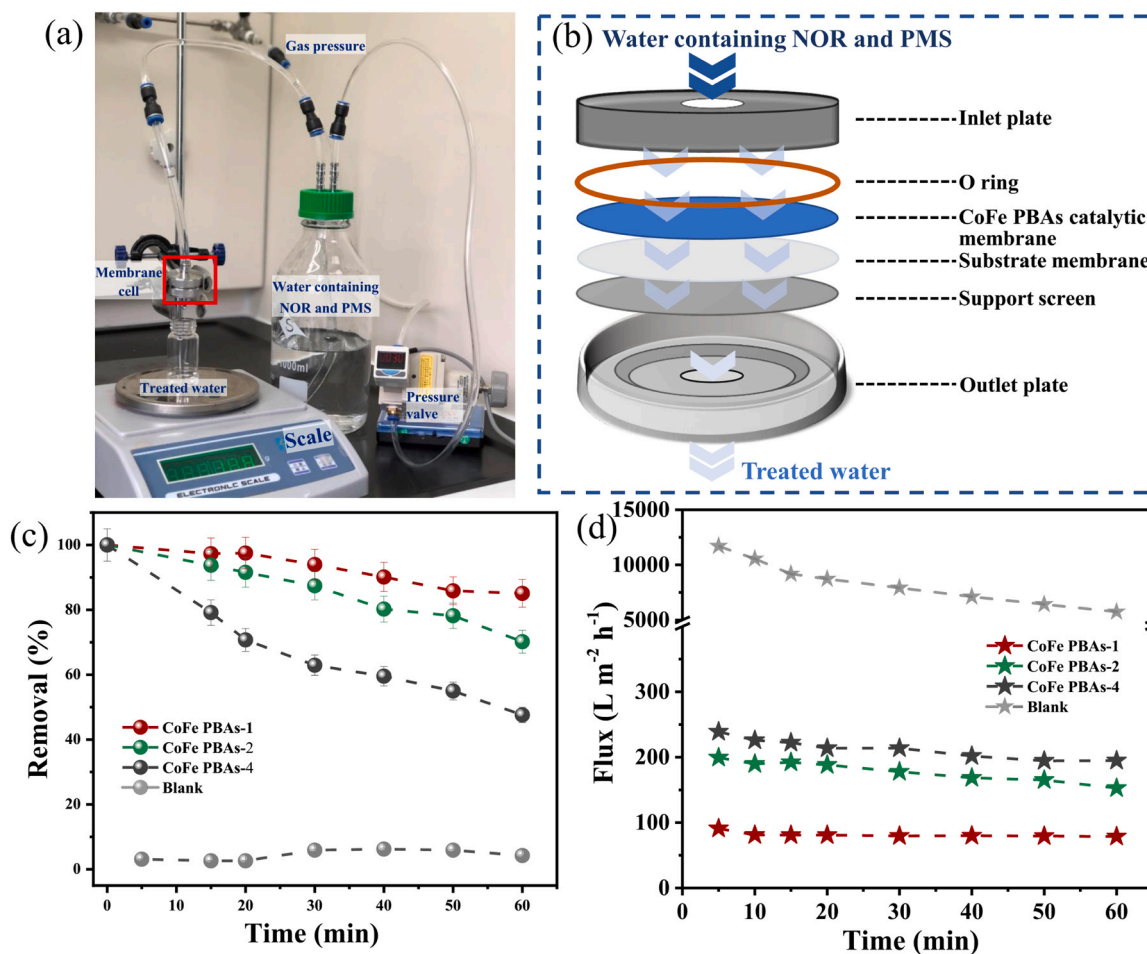 (a)
Gas pressure
Membrane
cell
Water containing
NOR and PMS
1000ml
Treated water
Pressure
valve
Scale
ELECTRONLC SCALE
(b)
Water containing NOR and PMS
Inlet plate
O ring
CoFe PBAs catalytic
membrane
Substrate membrane
Support screen
Outlet plate
Treated water
(c)
Removal (%)
100
80
60
40
20
0
CoFe PBAs-1
CoFe PBAs-2
CoFe PBAs-4
Blank
0 10 20 30 40 50 60
Time (min)
(d)
Flux (L m⁻² h⁻¹)
15000
10000
5000
300
200
100
0
CoFe PBAs-1
CoFe PBAs-2
CoFe PBAs-4
Blank
0 10 20 30 40 50 60
Time (min)